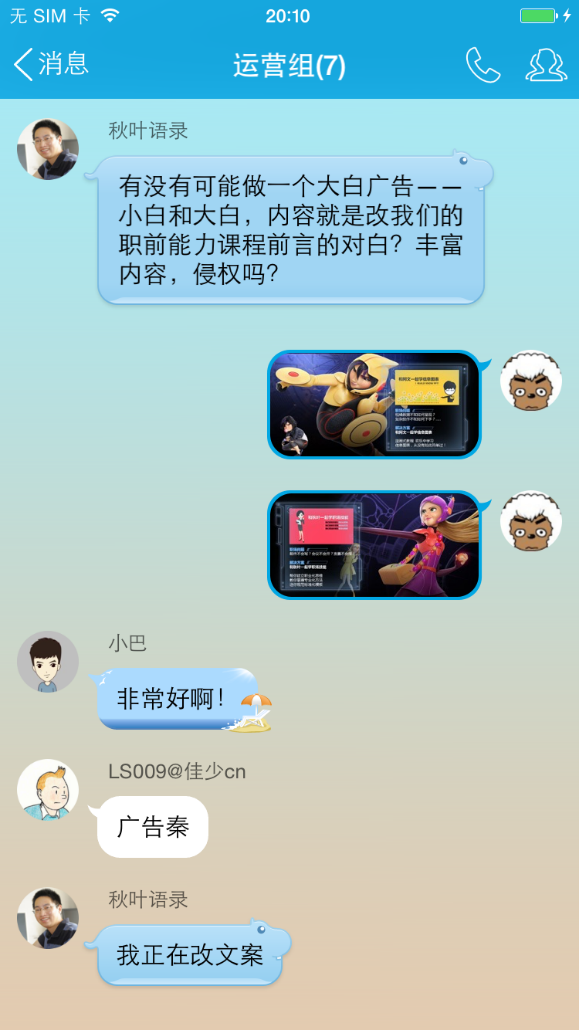 无 SIM 卡
20:10
消息
运营组(7)
秋叶语录
有没有可能做一个大白广告——
小白和大白，内容就是改我们的
职前能力课程前言的对白？丰富
内容，侵权吗？
小巴
非常好啊！
LS009@佳少cn
广告秦
秋叶语录
我正在改文案